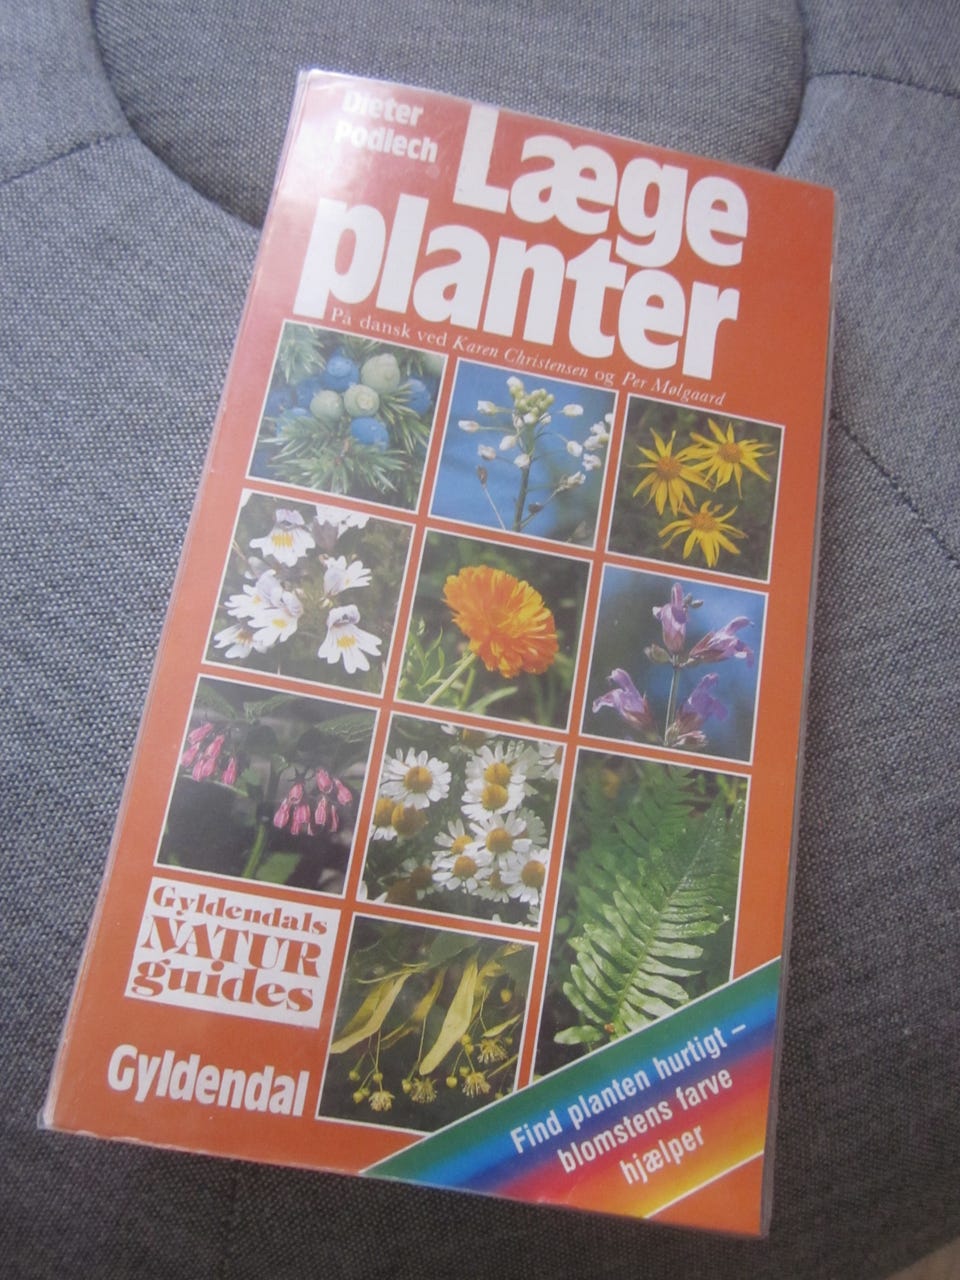 Dieter
Podlech
Læge
planter
På dansk ved Karen Christensen og Per Mølgaard
Gyldendals
NATUR
guides
Gyldendal
Find planten hurtigt –
blomstens farve
hjælper